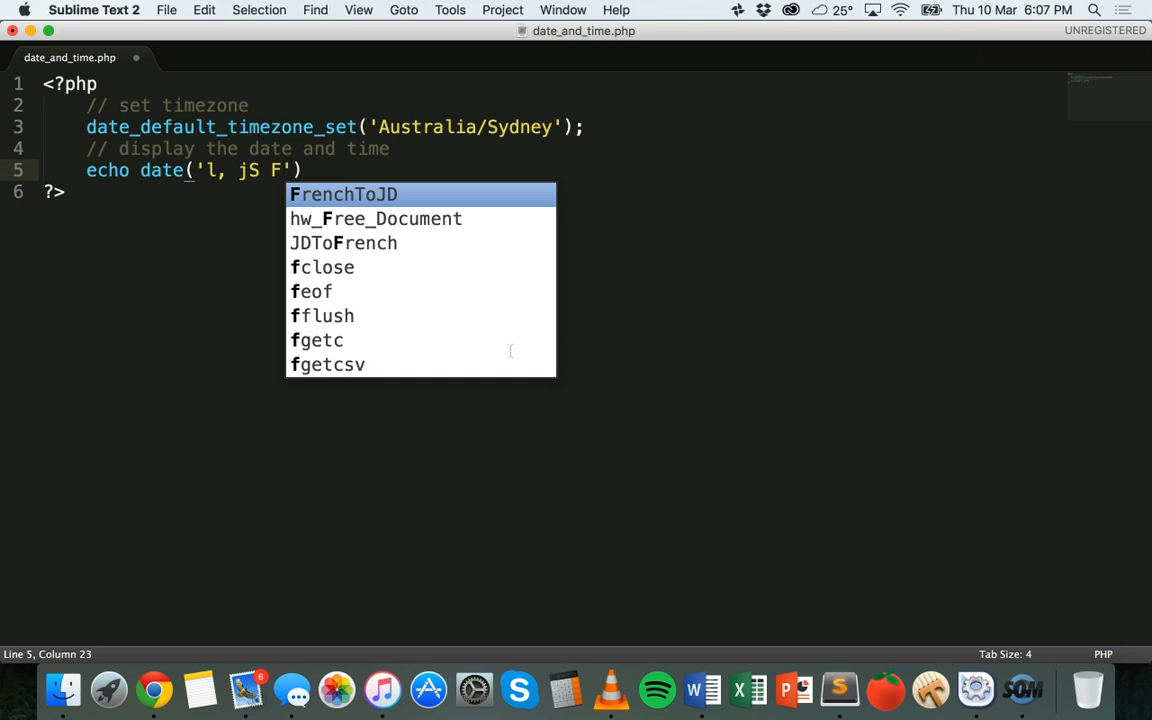 Sublime Text 2 File Edit Selection Find View Goto Tools Project Window Help 25° Thu 10 Mar 6:07 PM
date_and_time.php UNREGISTERED
date_and_time.php
1 <?php
2 // set timezone
3 date_default_timezone_set('Australia/Sydney');
4 // display the date and time
5 echo date('l, jS F')
6 ?>
FrenchToJD
hw_Free_Document
JDToFrench
fclose
feof
fflush
fgetc
fgetcsv
Line 5, Column 23 Tab Size: 4 PHP
6
S W X P S SOM